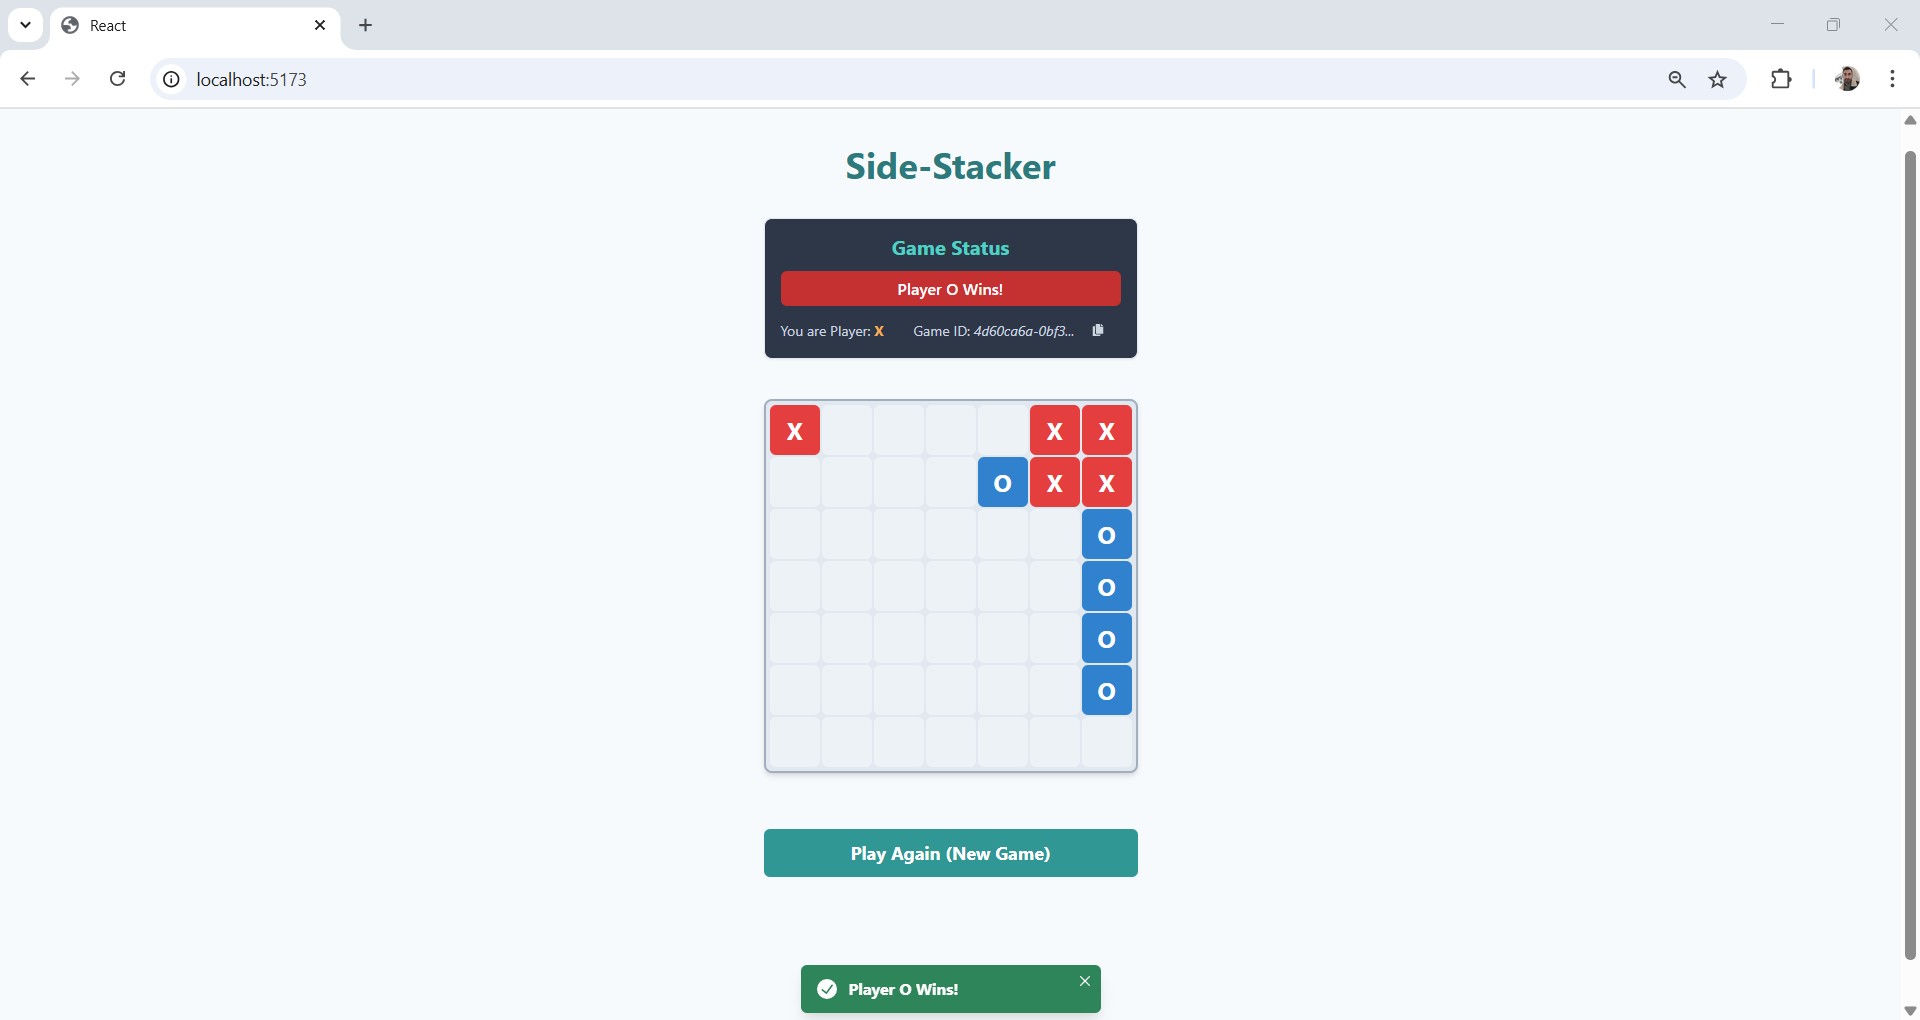 React
localhost:5173
Side-Stacker
Game Status
Player O Wins!
You are Player: X Game ID: 4d60ca6a-0bf3...
X X X
O X X
O
O
O
O
Play Again (New Game)
Player O Wins!